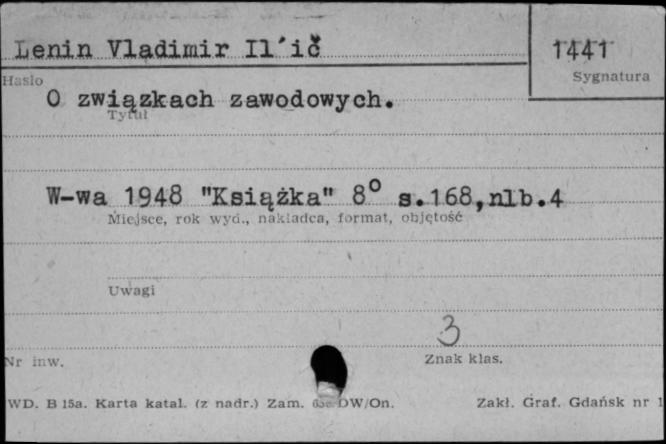 Lenin Vladimir Il´ič
1441
Hasło
Sygnatura
O związkach zawodowych.
Tytuł
W-wa 1948 "Książka" 8° s.168,nlb.4
Miejsce, rok wyd., nakładca, format, objętość
Uwagi
3
Nr inw.
Znak klas.
WD. B 15a. Karta katal. (z nadr.) Zam. DW/On.
Zakł. Graf. Gdańsk nr 1